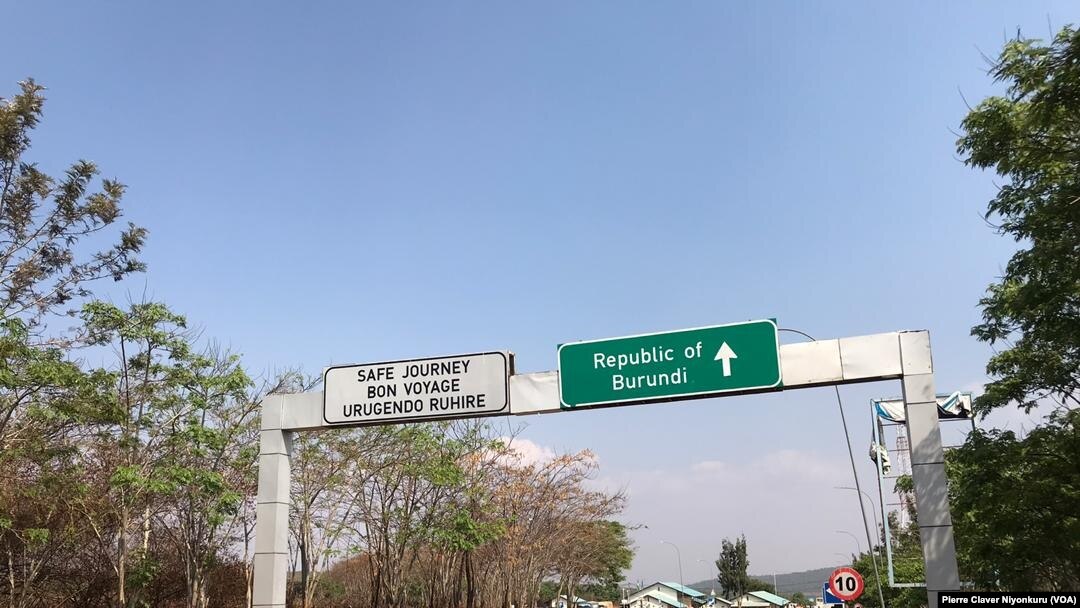 SAFE JOURNEY
BON VOYAGE
URUGENDO RUHIRE
Republic of
Burundi
10
Pierre Claver Niyonkuru (VOA)